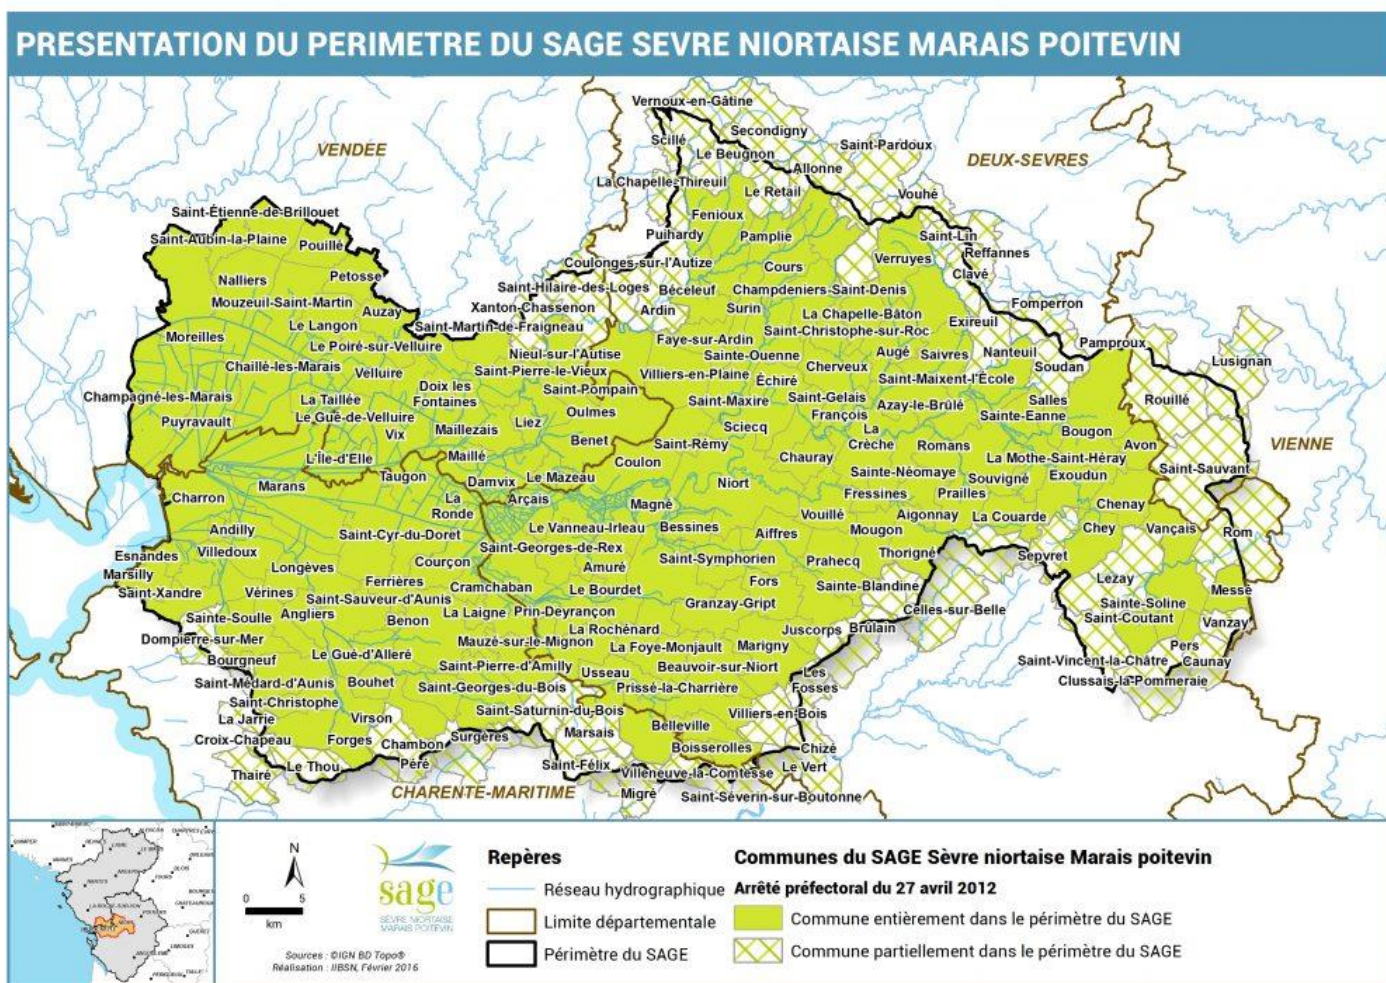 PRESENTATION DU PERIMETRE DU SAGE SEVRE NIORTAISE MARAIS POITEVIN
Vernoux-en-Gâtine
Secondigny
Scillé
Saint-Pardoux
VENDÉE
Le Beugnon
DEUX-SEVRES
Allonne
La Chapelle-Thireuil
Le Retail
Vouhé
Saint-Étienne-de-Brillouet
Fenioux
Saint-Aubin-la-Plaine
Pouillé
Puihardy
Pamplie
Saint-Lin
Reffannes
Verruyes
Coulonges-sur-l'Autize
Cours
Clavé
Nalliers
Petosse
Saint-Hilaire-des-Loges
Béceleuf
Champdeniers-Saint-Denis
Mouzeuil-Saint-Martin
Auzay
Xanton-Chassenon
Ardin
Surin
La Chapelle-Bâton
Fomperron
Le Langon
Saint-Martin-de-Fraigneau
Saint-Christophe-sur-Roc
Exireuil
Moreilles
Le Poiré-sur-Velluire
Faye-sur-Ardin
Pamproux
Nieul-sur-l'Autise
Sainte-Ouenne
Augé
Saivres
Nanteuil
Lusignan
Chaillé-les-Marais
Velluire
Saint-Pierre-le-Vieux
Villiers-en-Plaine
Échiré
Cherveux
Saint-Maixent-l'École
Soudan
Champagné-les-Marais
La Taillée
Doix les
Fontaines
Saint-Pompain
Saint-Maxire
Saint-Gelais
Azay-le-Brûlé
Salles
Rouillé
Puyravault
Le Gué-de-Velluire
Oulmes
François
Sainte-Eanne
Vix
Maillezais
Liez
Sciecq
La
Crèche
Bougon
Benet
Saint-Rémy
Romans
Avon
VIENNE
L'Île-d'Elle
Maillé
Coulon
Chauray
La Mothe-Saint-Héray
Saint-Sauvant
Taugon
Damvix
Le Mazeau
Niort
Sainte-Néomaye
Souvigné
Exoudun
Marans
Charron
La
Ronde
Arçais
Magné
Fressines
Prailles
Chenay
Andilly
Saint-Cyr-du-Doret
Le Vanneau-Irleau
Bessines
Aiffres
Vouillé
Aigonnay
La Couarde
Chey
Vançais
Rom
Mougon
Esnandes
Villedoux
Saint-Georges-de-Rex
Saint-Symphorien
Prahecq
Thorigné
Sepvret
Marsilly
Longèves
Courçon
Amuré
Fors
Lezay
Saint-Xandre
Vérines
Ferrières
Cramchaban
Le Bourdet
Sainte-Blandine
Messé
Saint-Sauveur-d'Aunis
Granzay-Gript
Celles-sur-Belle
Sainte-Soline
Sainte-Soulle
Angliers
Benon
La Laigne
Prin-Deyrançon
Saint-Coutant
Vanzay
Dompierre-sur-Mer
La Rochénard
Juscorps
Brûlain
Mauzé-sur-le-Mignon
La Foye-Monjault
Marigny
Pers
Bourgneuf
Le Gué-d'Alleré
Saint-Pierre-d'Amilly
Beauvoir-sur-Niort
Saint-Vincent-la-Châtre
Caunay
Saint-Médard-d'Aunis
Bouhet
Saint-Georges-du-Bois
Usseau
Prissé-la-Charrière
Les
Fosses
Clussais-la-Pommeraie
Saint-Christophe
La Jarrie
Virson
Saint-Saturnin-du-Bois
Villiers-en-Bois
Croix-Chapeau
Forges
Chambon
Surgères
Marsais
Belleville
Boisserolles
Chizé
Thairé
Le Thou
Péré
Saint-Félix
Villeneuve-la-Comtesse
Le Vert
CHARENTE-MARITIME
Migré
Saint-Séverin-sur-Boutonne
N
0 5
km
sage
SÈVRE NIORTAISE
MARAIS POITEVIN
Sources : ©IGN BD Topo®
Réalisation : IIBSN, Février 2016
Repères
Réseau hydrographique
Limite départementale
Périmètre du SAGE
Communes du SAGE Sèvre niortaise Marais poitevin
Arrêté préfectoral du 27 avril 2012
Commune entièrement dans le périmètre du SAGE
Commune partiellement dans le périmètre du SAGE